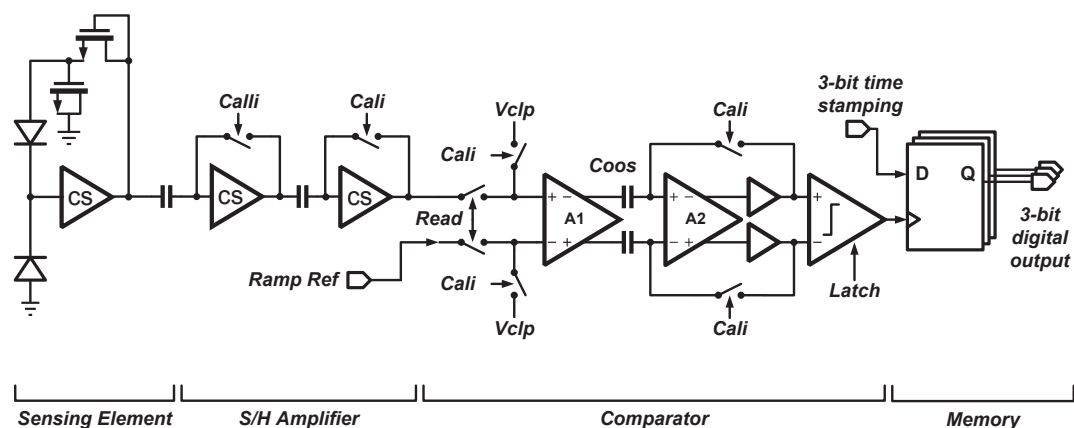 3-bit time
stamping
Calli
Cali
Vclp
Cali
Coos
Cali
CS
CS
CS
Read
+ −
− +
A1
+ −
− +
A2
+
−
D Q
3-bit
digital
output
Ramp Ref
Cali
Vclp
Cali
Latch
Sensing Element
S/H Amplifier
Comparator
Memory